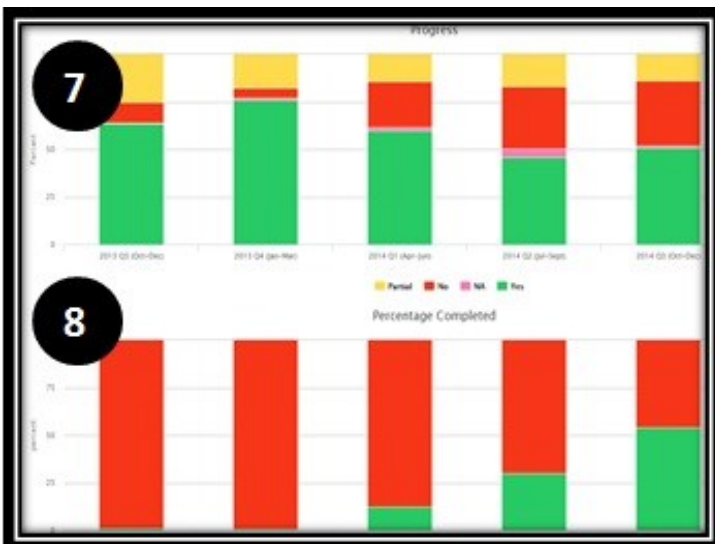 Progress
7
Percent
50
25
0
2013 Q3 (Oct-Dec) 2013 Q4 (Jan-Mar) 2014 Q1 (Apr-Jun) 2014 Q2 (Jul-Sept) 2014 Q3 (Oct-Dec)
Partial No NA Yes
8
Percentage Completed
75
percent
50
25